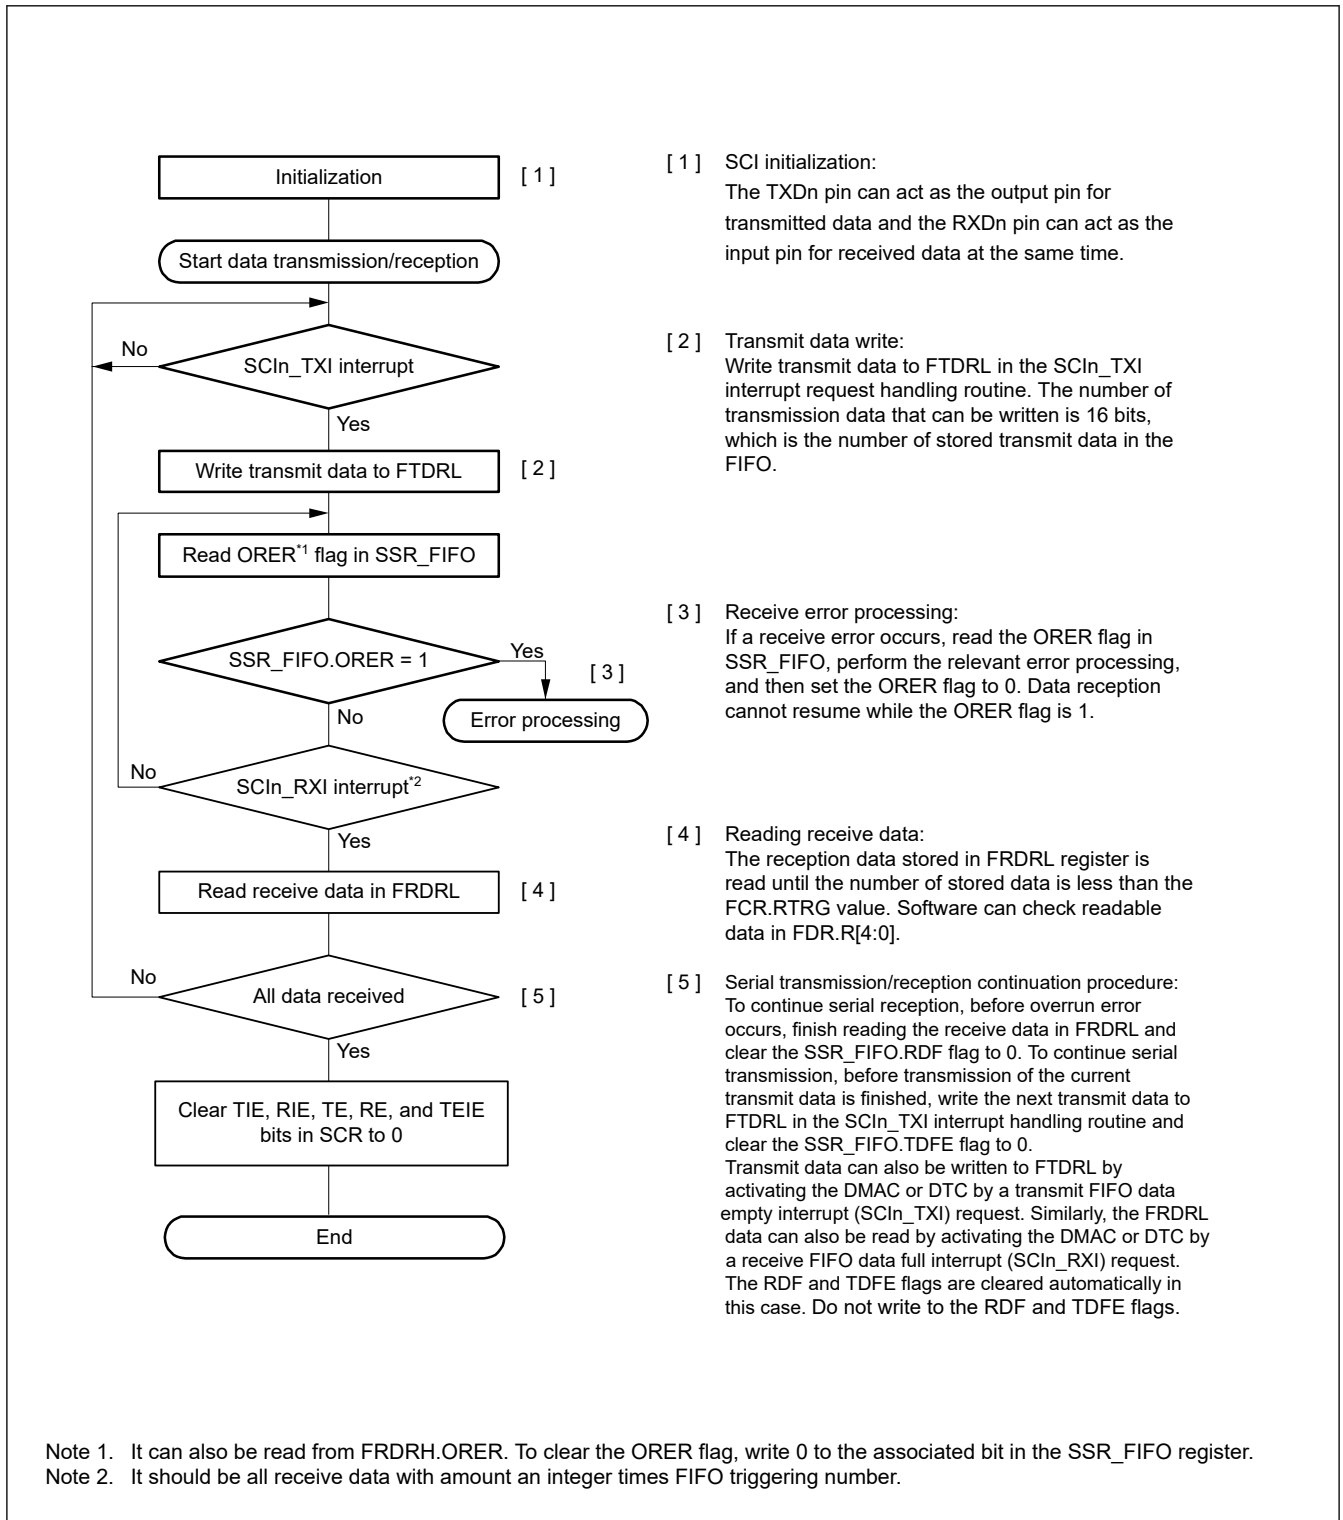 Initialization
[ 1 ]
Start data transmission/reception
No
SCIn_TXI interrupt
Yes
Write transmit data to FTDRL
[ 2 ]
Read ORER*1 flag in SSR_FIFO
SSR_FIFO.ORER = 1
Yes
[ 3 ]
Error processing
No
No
SCIn_RXI interrupt*2
Yes
Read receive data in FRDRL
[ 4 ]
No
All data received
[ 5 ]
Yes
Clear TIE, RIE, TE, RE, and TEIE
bits in SCR to 0
End
[ 1 ] SCI initialization:
The TXDn pin can act as the output pin for
transmitted data and the RXDn pin can act as the
input pin for received data at the same time.
[ 2 ] Transmit data write:
Write transmit data to FTDRL in the SCIn_TXI
interrupt request handling routine. The number of
transmission data that can be written is 16 bits,
which is the number of stored transmit data in the
FIFO.
[ 3 ] Receive error processing:
If a receive error occurs, read the ORER flag in
SSR_FIFO, perform the relevant error processing,
and then set the ORER flag to 0. Data reception
cannot resume while the ORER flag is 1.
[ 4 ] Reading receive data:
The reception data stored in FRDRL register is
read until the number of stored data is less than the
FCR.RTRG value. Software can check readable
data in FDR.R[4:0].
[ 5 ] Serial transmission/reception continuation procedure:
To continue serial reception, before overrun error
occurs, finish reading the receive data in FRDRL and
clear the SSR_FIFO.RDF flag to 0. To continue serial
transmission, before transmission of the current
transmit data is finished, write the next transmit data to
FTDRL in the SCIn_TXI interrupt handling routine and
clear the SSR_FIFO.TDFE flag to 0.
Transmit data can also be written to FTDRL by
activating the DMAC or DTC by a transmit FIFO data
empty interrupt (SCIn_TXI) request. Similarly, the FRDRL
data can also be read by activating the DMAC or DTC by
a receive FIFO data full interrupt (SCIn_RXI) request.
The RDF and TDFE flags are cleared automatically in
this case. Do not write to the RDF and TDFE flags.
Note 1. It can also be read from FRDRH.ORER. To clear the ORER flag, write 0 to the associated bit in the SSR_FIFO register.
Note 2. It should be all receive data with amount an integer times FIFO triggering number.